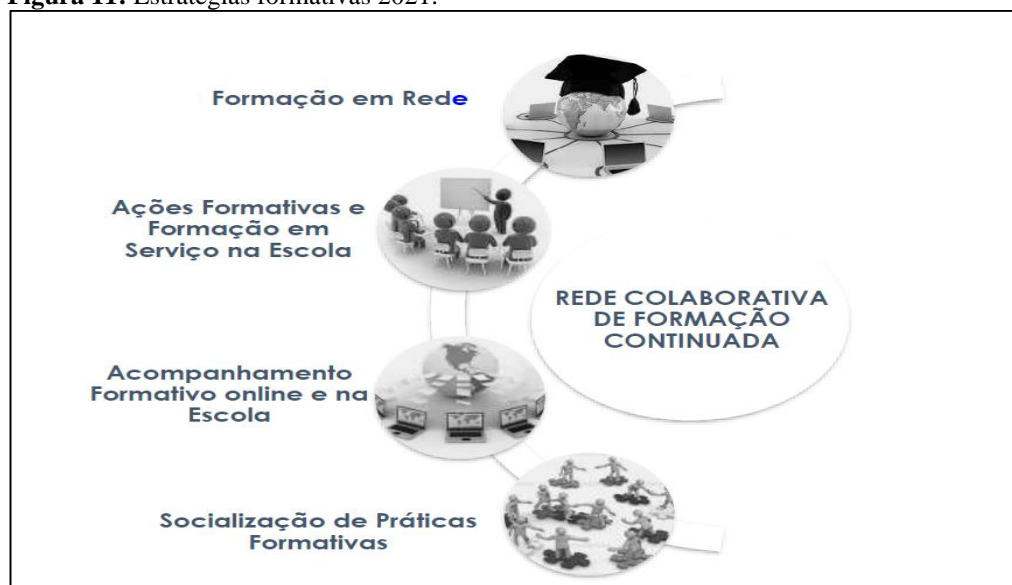 Figura 11: Estratégias formativas 2021.
Formação em Rede
Ações Formativas e
Formação em
Serviço na Escola
REDE COLABORATIVA
DE FORMAÇÃO
CONTINUADA
Acompanhamento
Formativo online e na
Escola
Socialização de Práticas
Formativas